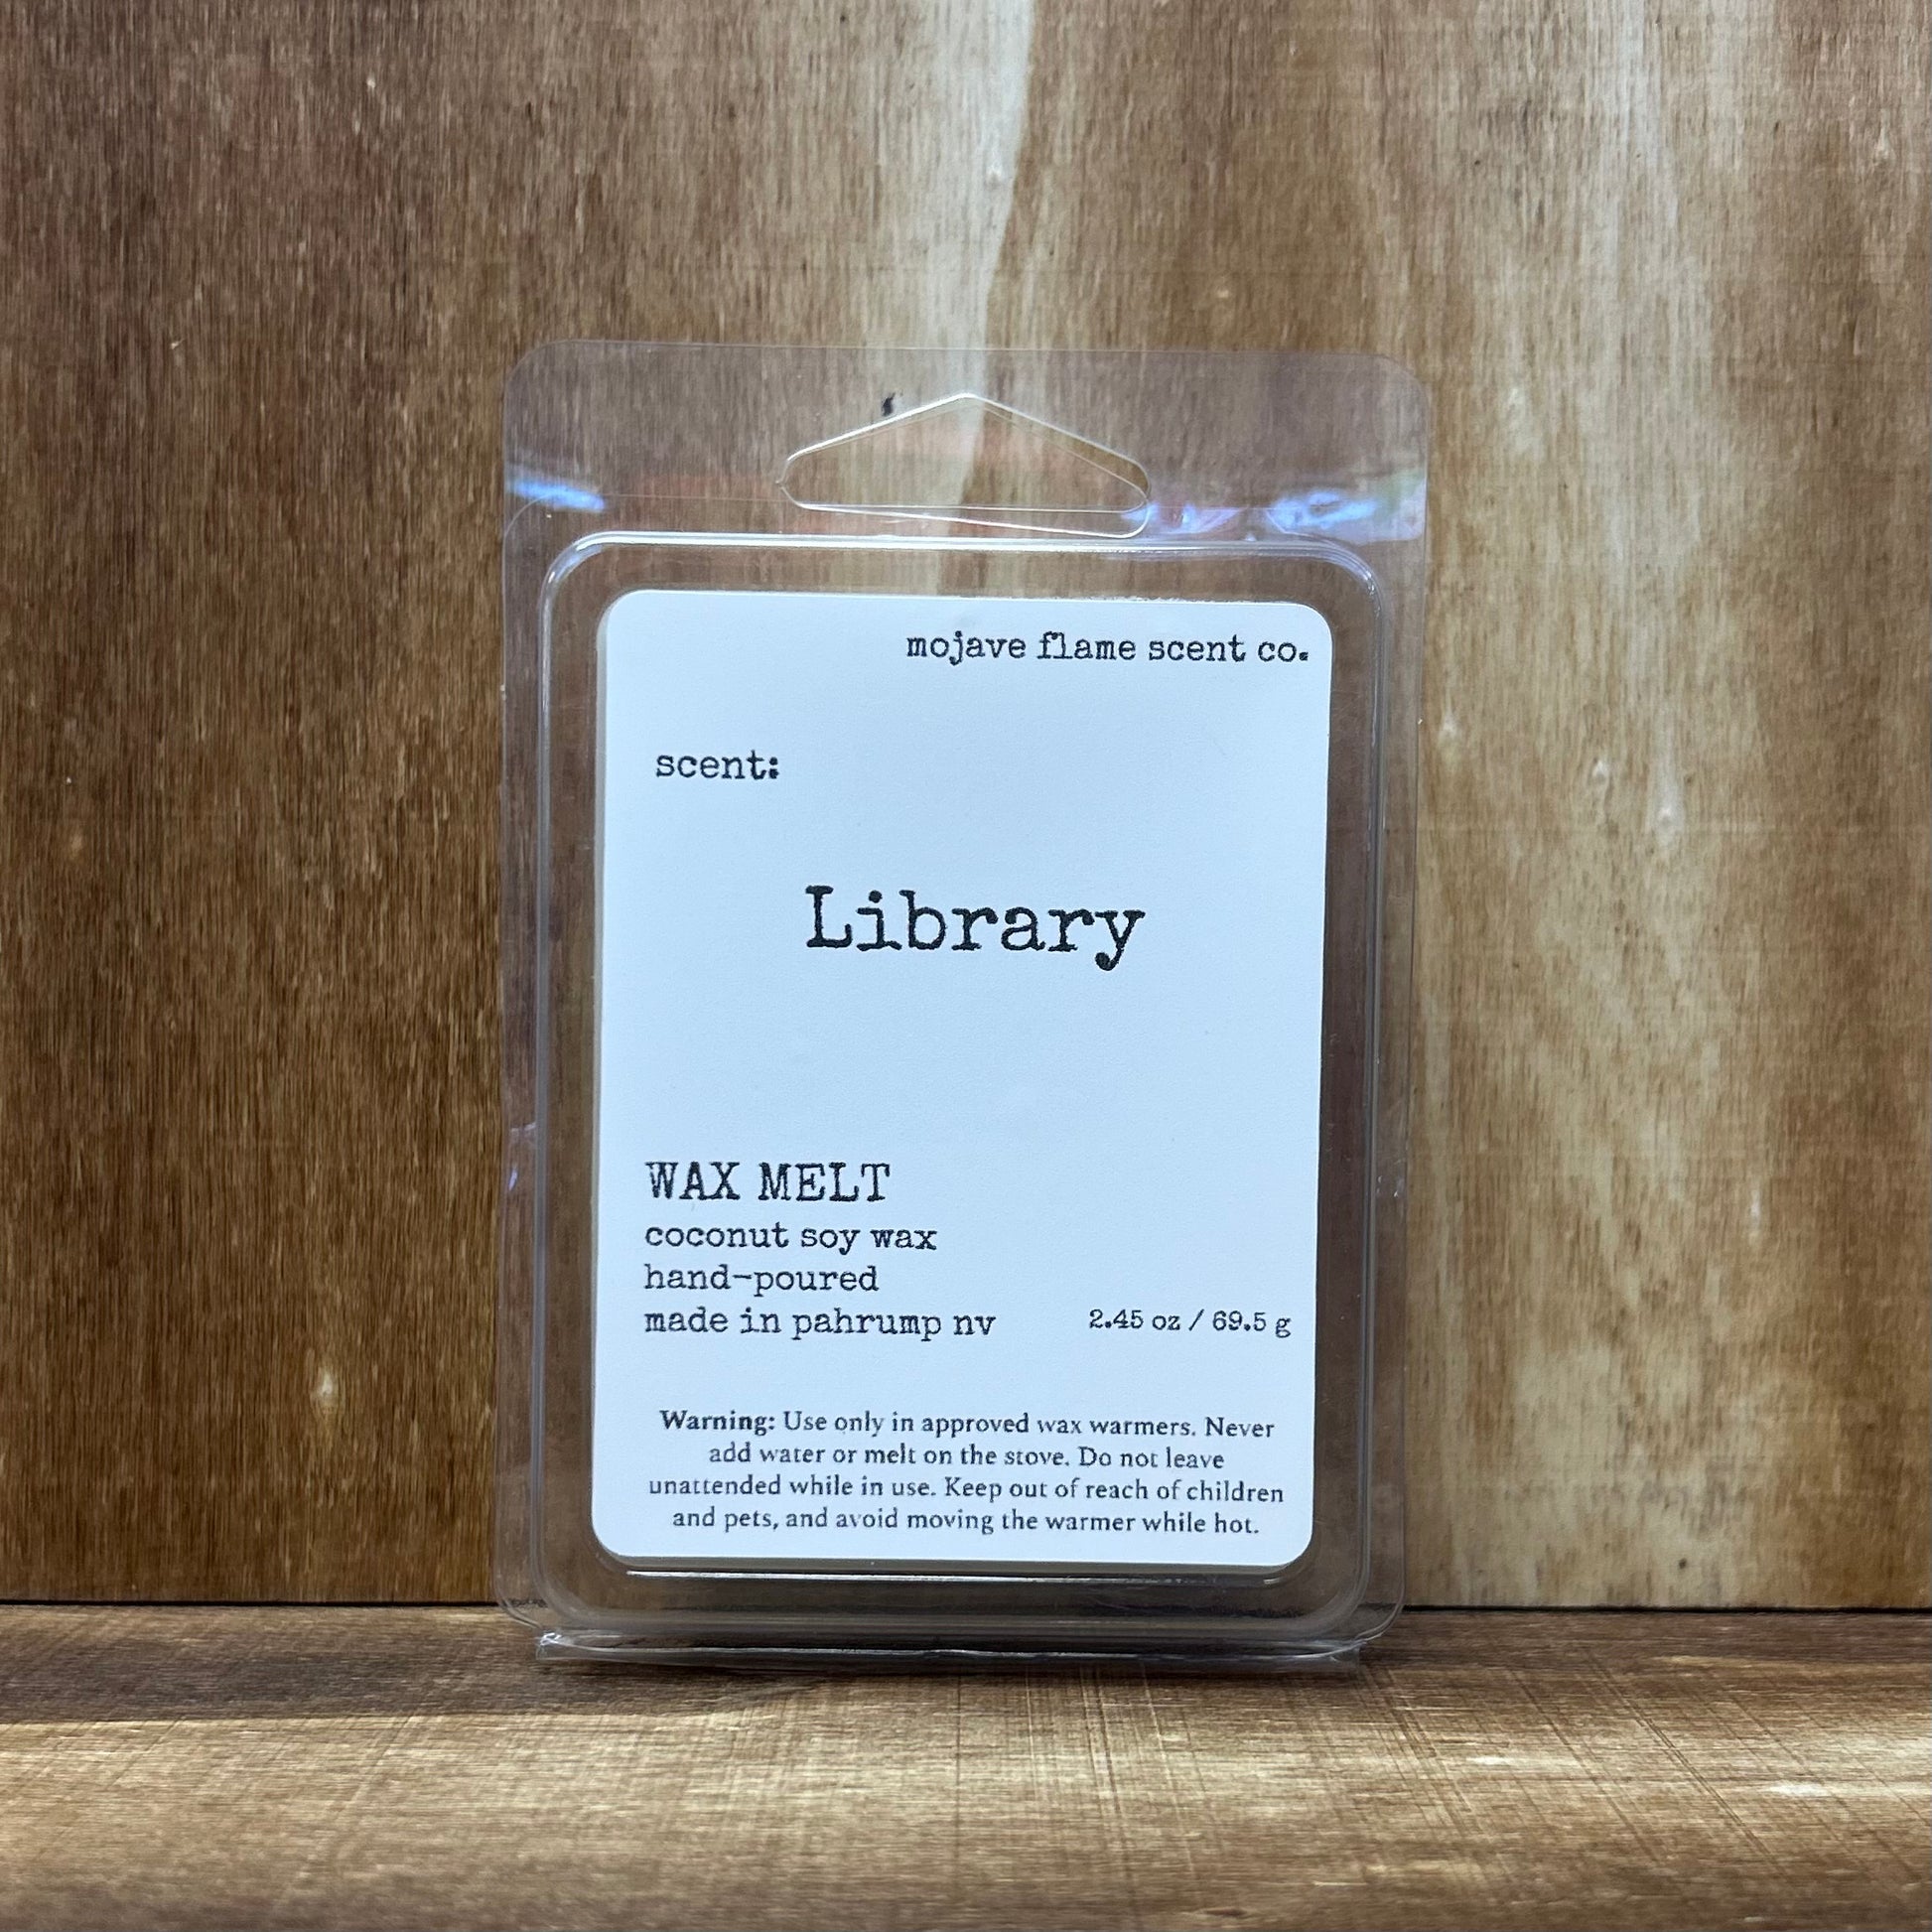 mojave flame scent co.
scent:
Library
WAX MELT
coconut soy wax
hand-poured
made in pahrump nv
2.45 oz / 69.5 g
Warning: Use only in approved wax warmers. Never
add water or melt on the stove. Do not leave
unattended while in use. Keep out of reach of children
and pets, and avoid moving the warmer while hot.